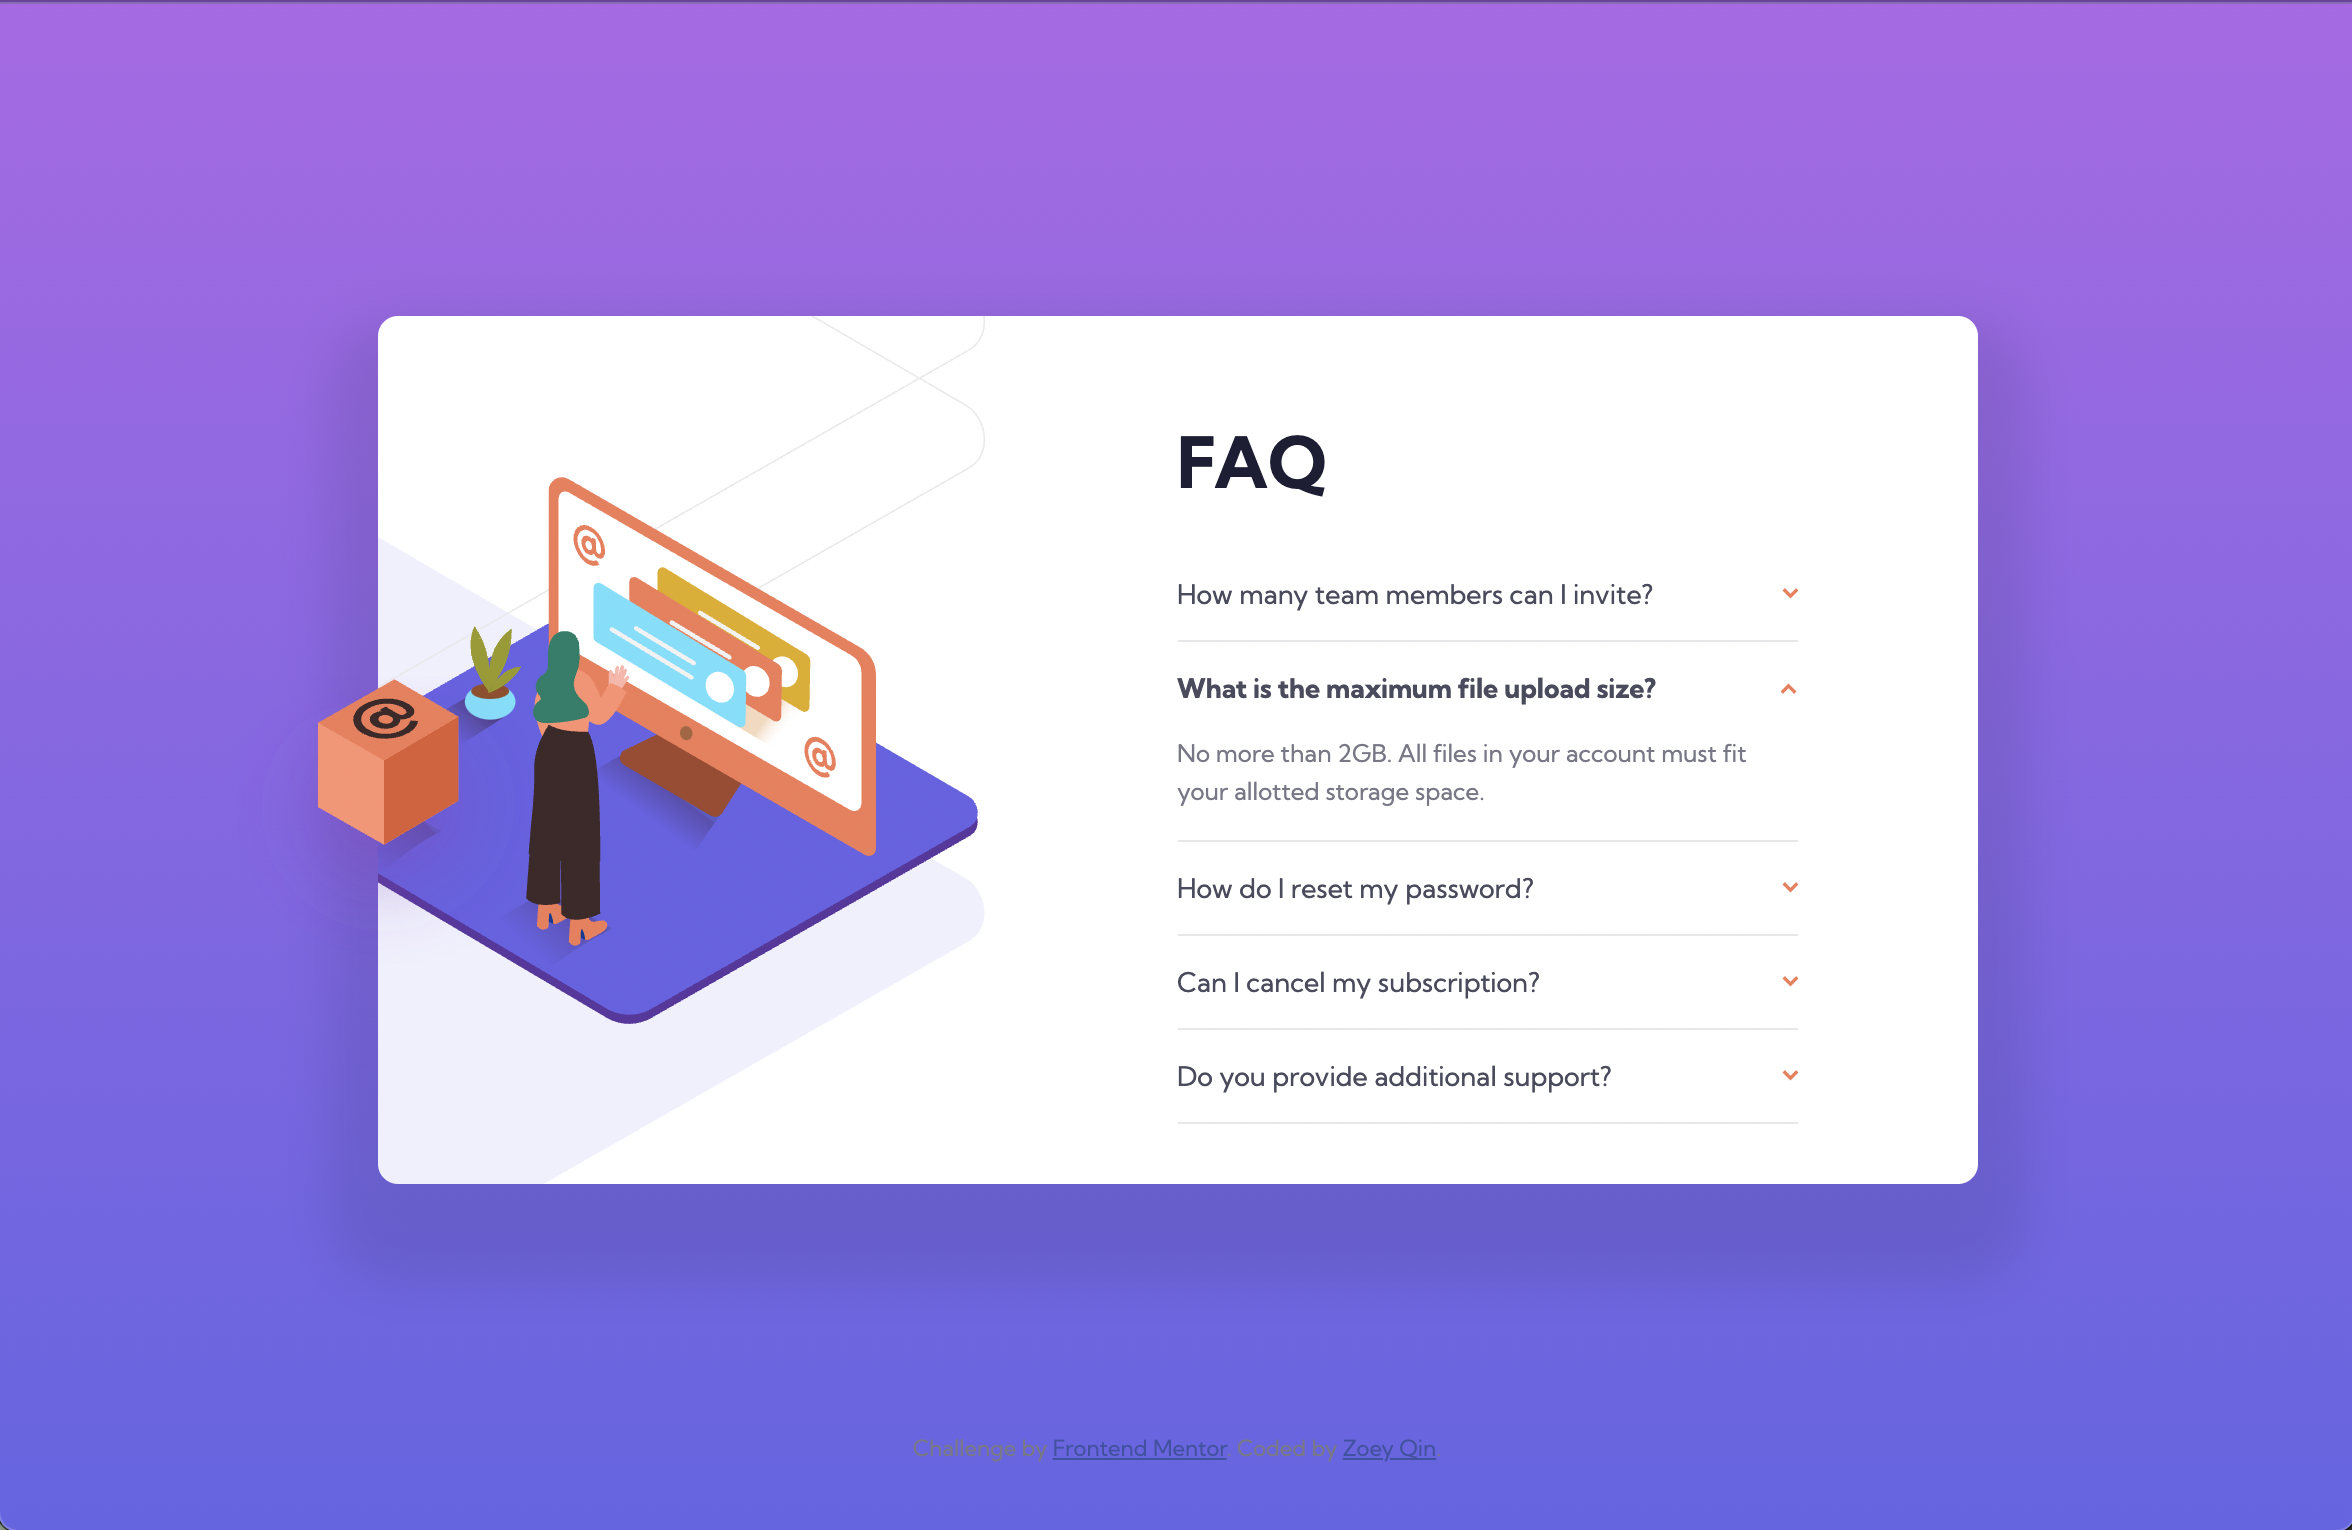 FAQ
How many team members can I invite?
What is the maximum file upload size?
No more than 2GB. All files in your account must fit
your allotted storage space.
How do I reset my password?
Can I cancel my subscription?
Do you provide additional support?
@
@
@
Challenge by Frontend Mentor. Coded by Zoey Qin.